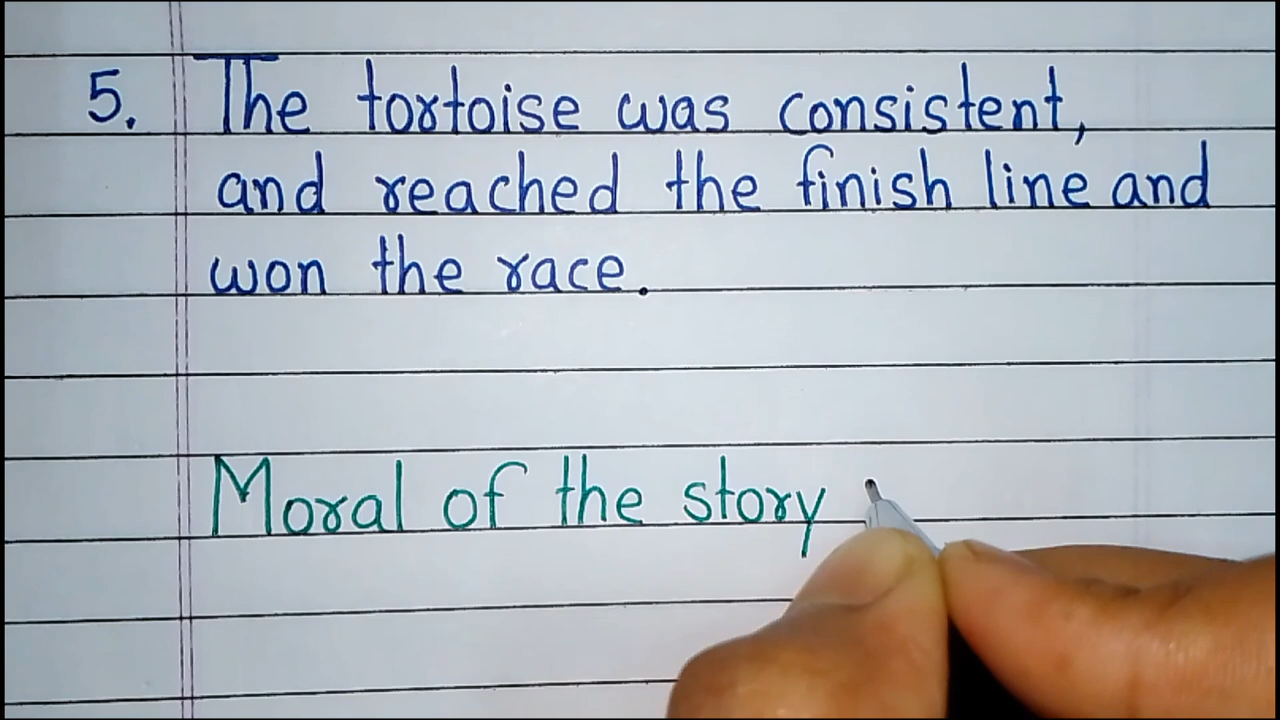 5. The tortoise was consistent,
and reached the finish line and
won the race.
Moral of the story